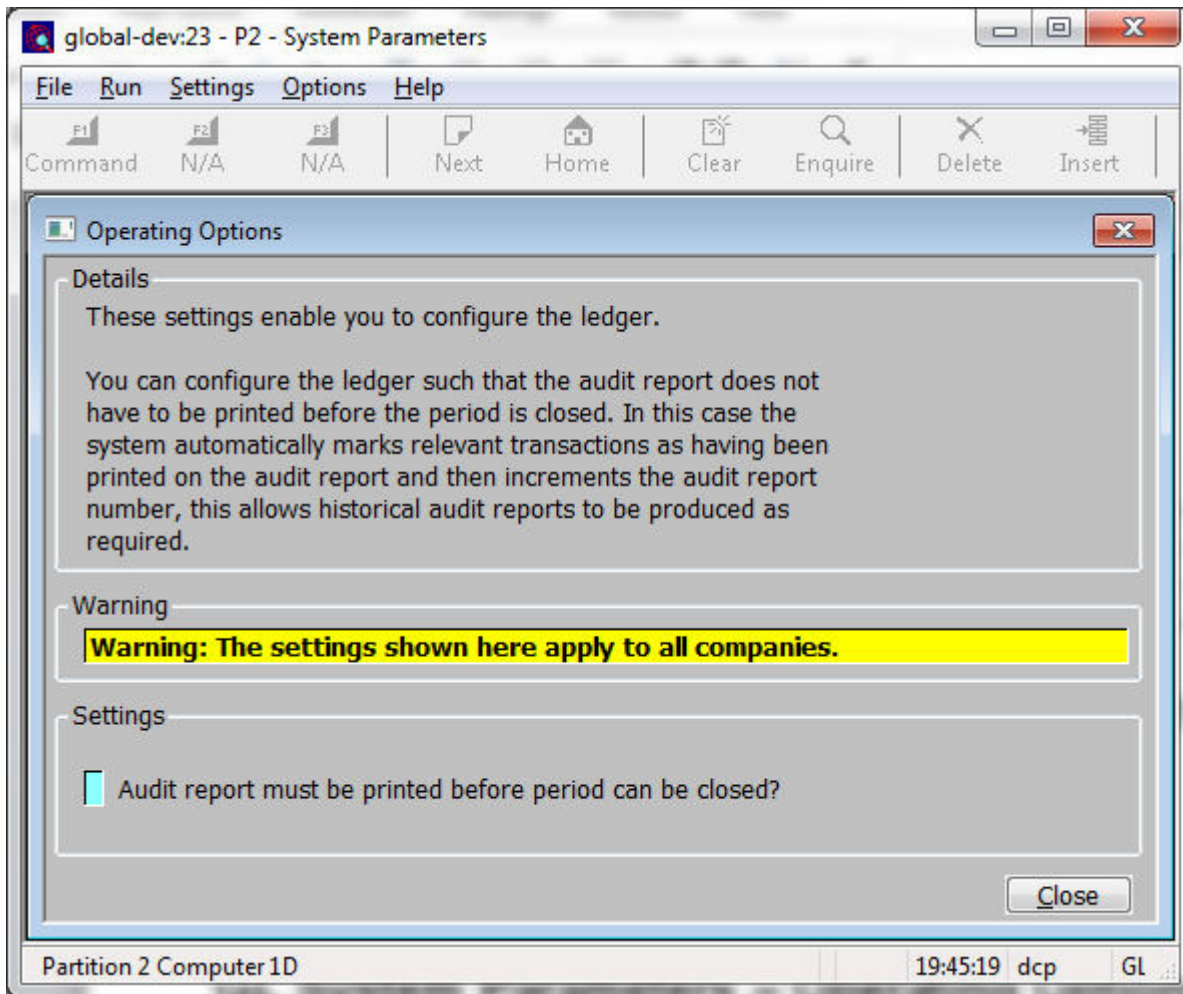 global-dev:23 - P2 - System Parameters
File Run Settings Options Help
F1 F2 F3
Command N/A N/A Next Home Clear Enquire Delete Insert
Operating Options
Details
These settings enable you to configure the ledger.
You can configure the ledger such that the audit report does not
have to be printed before the period is closed. In this case the
system automatically marks relevant transactions as having been
printed on the audit report and then increments the audit report
number, this allows historical audit reports to be produced as
required.
Warning
Warning: The settings shown here apply to all companies.
Settings
Audit report must be printed before period can be closed?
Close
Partition 2 Computer 1D 19:45:19 dcp GL